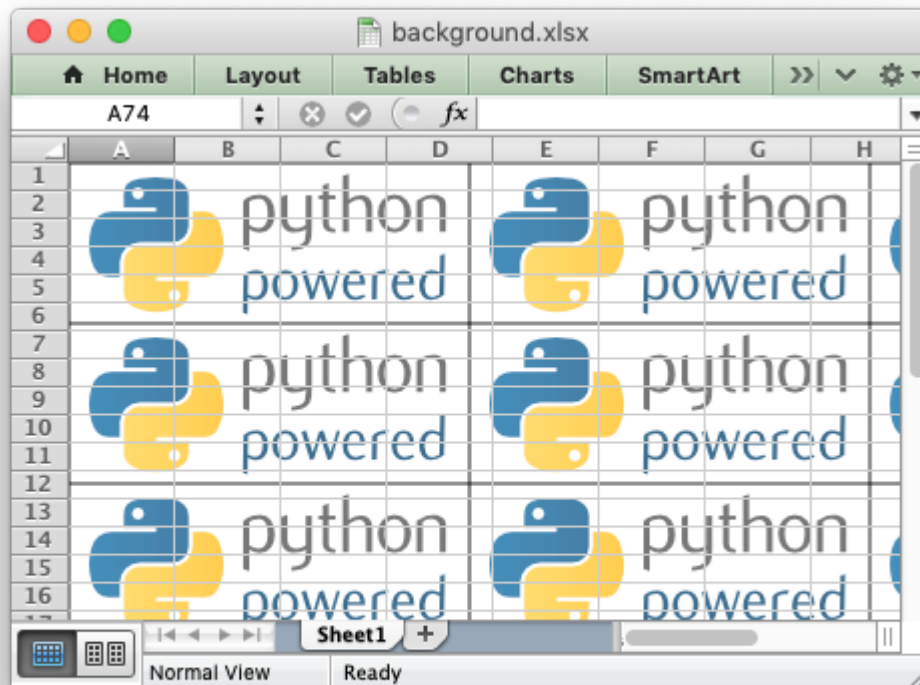 background.xlsx
Home Layout Tables Charts SmartArt
A74 fx
A B C D E F G H
1
2 python python
3
4
5 powered powered
6
7
8 python python
9
10
11 powered powered
12
13
14 python python
15
16 powered powered
Sheet1 +
Normal View Ready